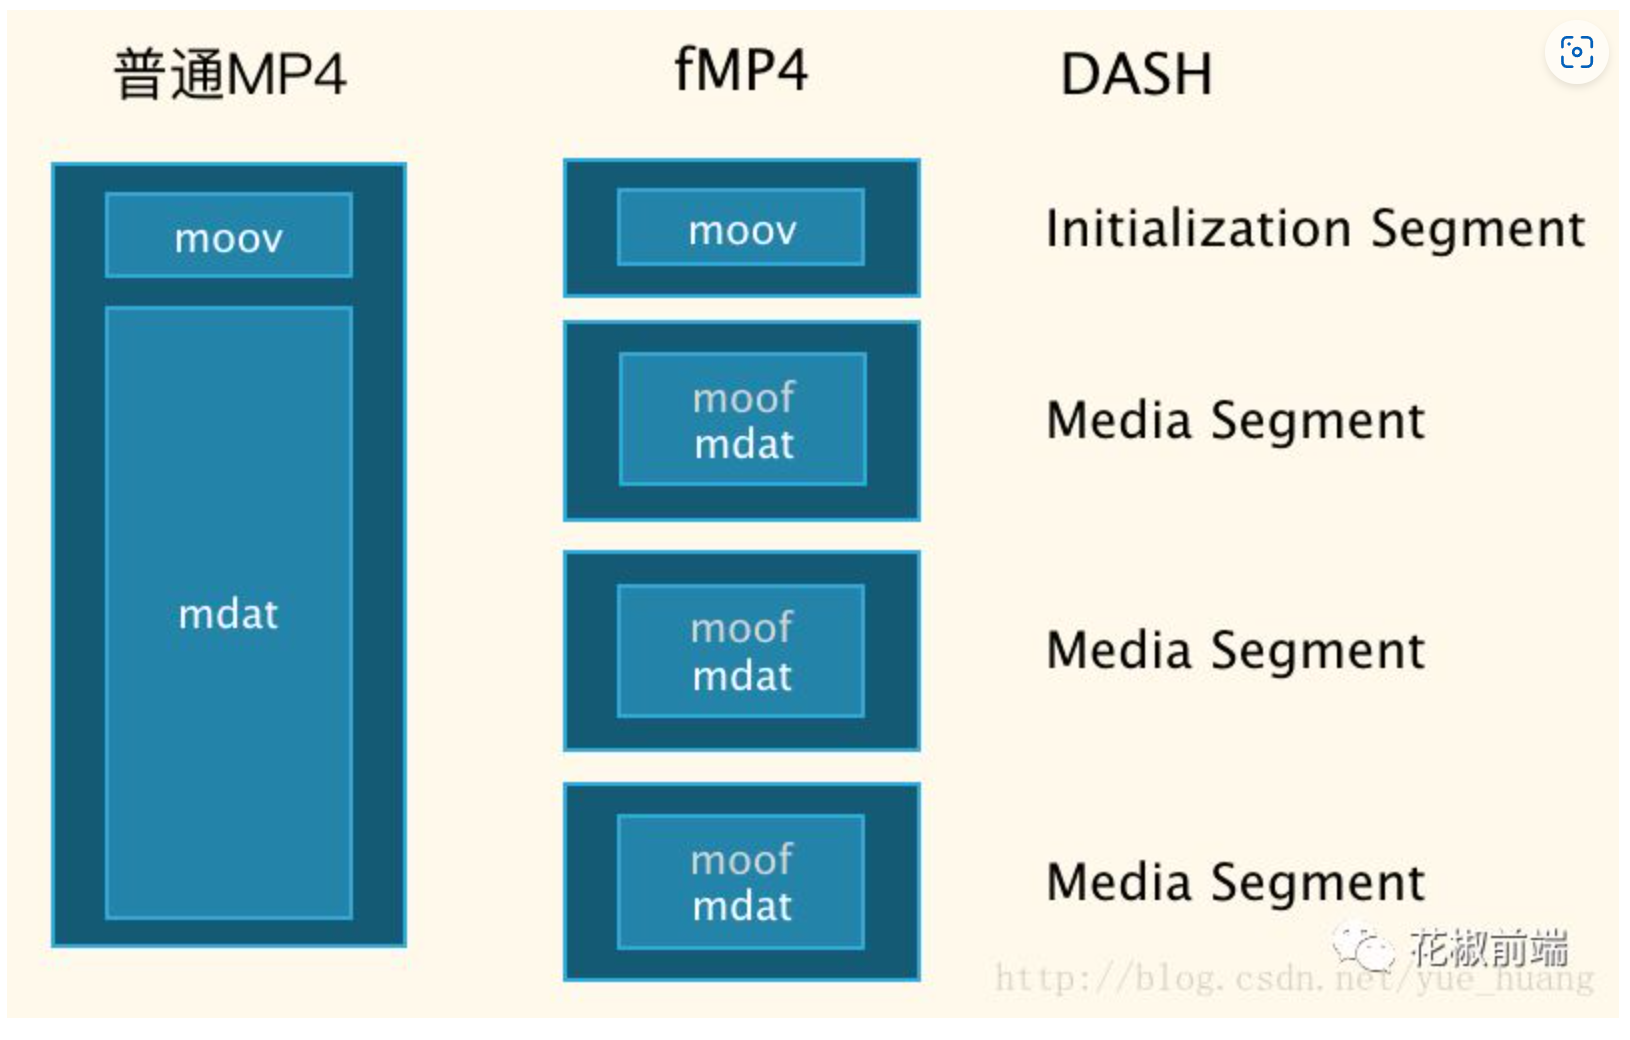 普通MP4
fMP4
DASH
moov
mdat
moov
moof
mdat
moof
mdat
moof
mdat
Initialization Segment
Media Segment
Media Segment
Media Segment
花椒前端
http://blog.csdn.net/yue_huang